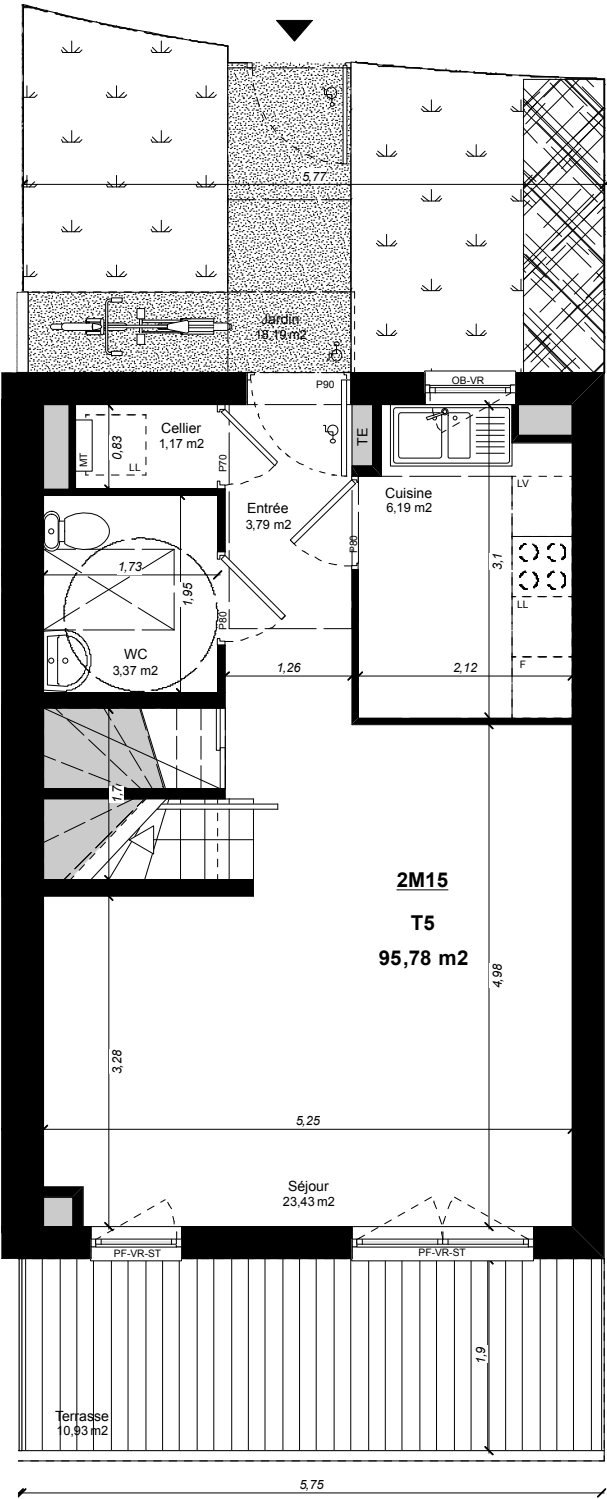 5,77
Jardin
18,19 m2
P90
OB-VR
Cellier
1,17 m2
0,83
MT
LL
P70
TE
Entrée
3,79 m2
Cuisine
6,19 m2
LV
3,1
P80
1,73
1,95
LL
P80
WC
3,37 m2
F
1,26
2,12
1,7
2M15
T5
95,78 m2
4,98
3,28
5,25
Séjour
23,43 m2
PF-VR-ST
PF-VR-ST
1,9
Terrasse
10,93 m2
5,75